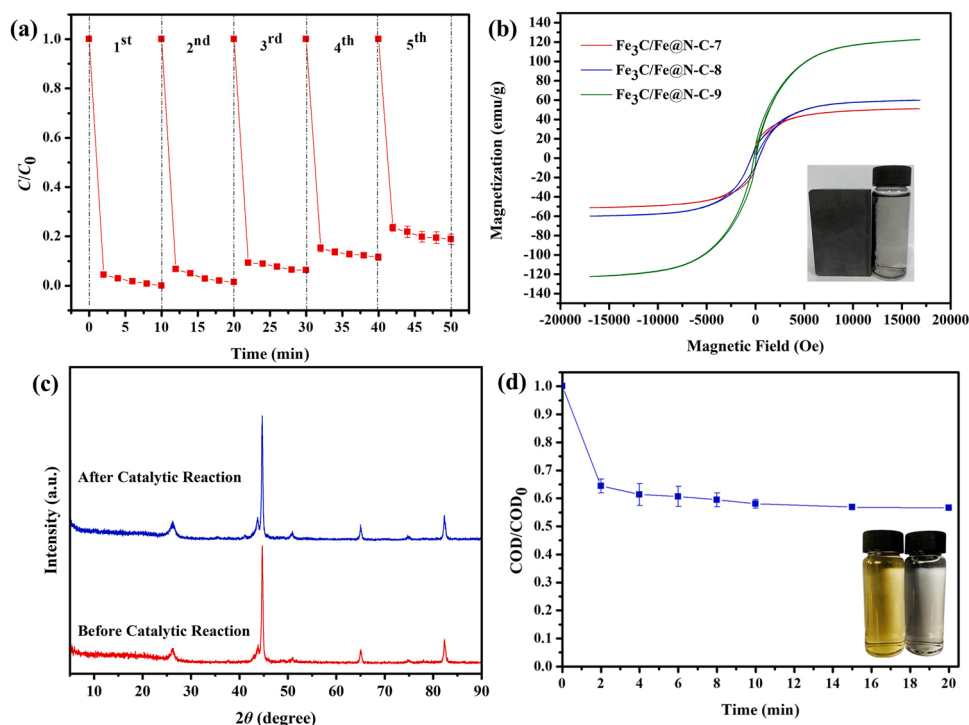 (a)
1st
2nd
3rd
4th
5th
1.0
0.8
0.6
0.4
0.2
0.0
C/C0
0 5 10 15 20 25 30 35 40 45 50
Time (min)
(b)
140
120
100
80
60
40
20
0
-20
-40
-60
-80
-100
-120
-140
Magnetization (emu/g)
Fe3C/Fe@N-C-7
Fe3C/Fe@N-C-8
Fe3C/Fe@N-C-9
-20000 -15000 -10000 -5000 0 5000 10000 15000 20000
Magnetic Field (Oe)
(c)
Intensity (a.u.)
After Catalytic Reaction
Before Catalytic Reaction
10 20 30 40 50 60 70 80 90
2θ (degree)
(d)
1.0
0.9
0.8
0.7
0.6
0.5
0.4
0.3
0.2
0.1
0.0
COD/COD0
0 2 4 6 8 10 12 14 16 18 20
Time (min)